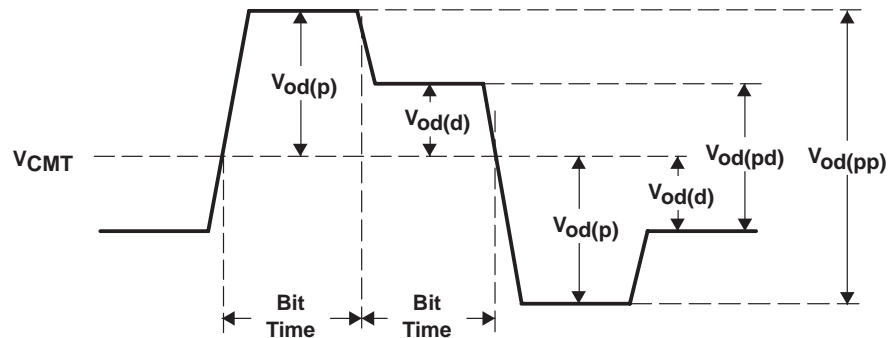 Vod(p)
Vod(d)
VCMT
Vod(pd)
Vod(pp)
Vod(d)
Vod(p)
Bit
Time
Bit
Time